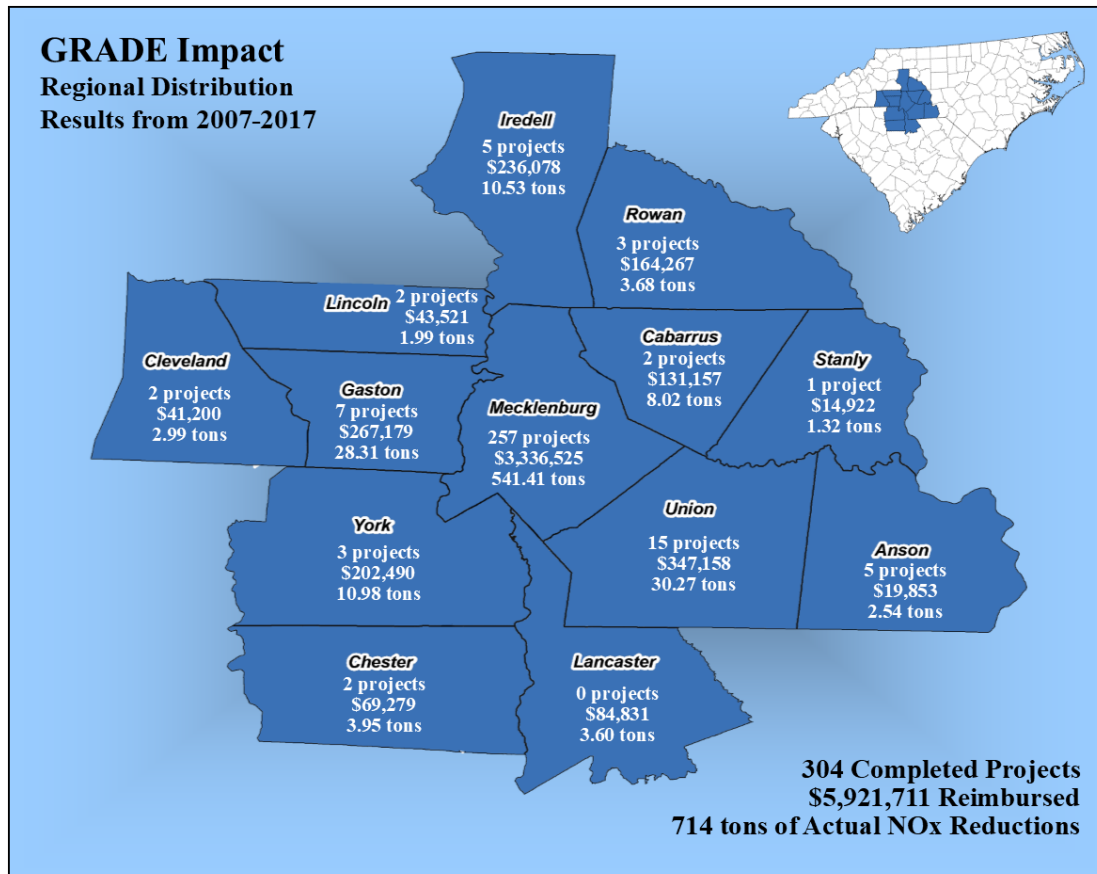 GRADE Impact
Regional Distribution
Results from 2007-2017
Iredell
5 projects
$236,078
10.53 tons
Rowan
3 projects
$164,267
3.68 tons
Lincoln
2 projects
$43,521
1.99 tons
Cleveland
2 projects
$41,200
2.99 tons
Gaston
7 projects
$267,179
28.31 tons
Mecklenburg
257 projects
$3,336,525
541.41 tons
Cabarrus
2 projects
$131,157
8.02 tons
Stanly
1 project
$14,922
1.32 tons
York
3 projects
$202,490
10.98 tons
Union
15 projects
$347,158
30.27 tons
Anson
5 projects
$19,853
2.54 tons
Chester
2 projects
$69,279
3.95 tons
Lancaster
0 projects
$84,831
3.60 tons
304 Completed Projects
$5,921,711 Reimbursed
714 tons of Actual NOx Reductions